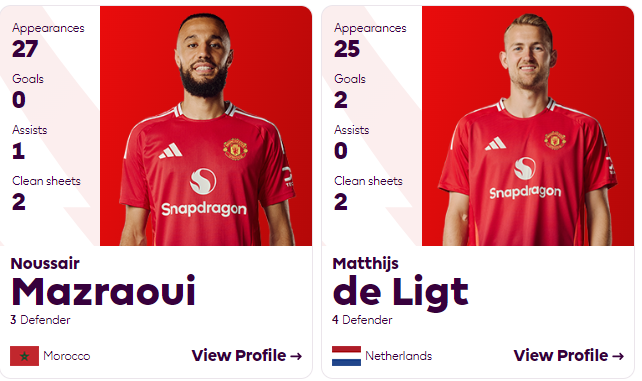 Appearances
27
Goals
0
Assists
1
Clean sheets
2
Snapdragon
Noussair
Mazraoui
3 Defender
Morocco
View Profile →
Appearances
25
Goals
2
Assists
0
Clean sheets
2
Snapdragon
Matthijs
de Ligt
4 Defender
Netherlands
View Profile →